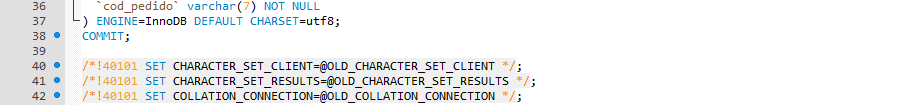 36 `cod_pedido` varchar(7) NOT NULL
37 ) ENGINE=InnoDB DEFAULT CHARSET=utf8;
38 COMMIT;
39
40 /*!40101 SET CHARACTER_SET_CLIENT=@OLD_CHARACTER_SET_CLIENT */;
41 /*!40101 SET CHARACTER_SET_RESULTS=@OLD_CHARACTER_SET_RESULTS */;
42 /*!40101 SET COLLATION_CONNECTION=@OLD_COLLATION_CONNECTION */;